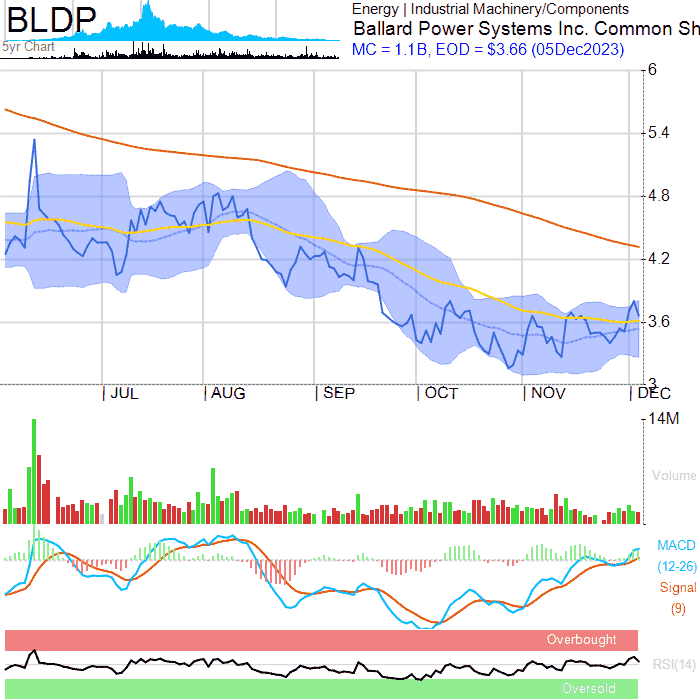 BLDP
5yr Chart
Energy | Industrial Machinery/Components
Ballard Power Systems Inc. Common Sh
MC = 1.1B, EOD = $3.66 (05Dec2023)
6
5.4
4.8
4.2
3.6
3
| JUL | AUG | SEP | OCT | NOV | DEC
14M
Volume
MACD
(12-26)
Signal
(9)
Overbought
RSI(14)
Oversold